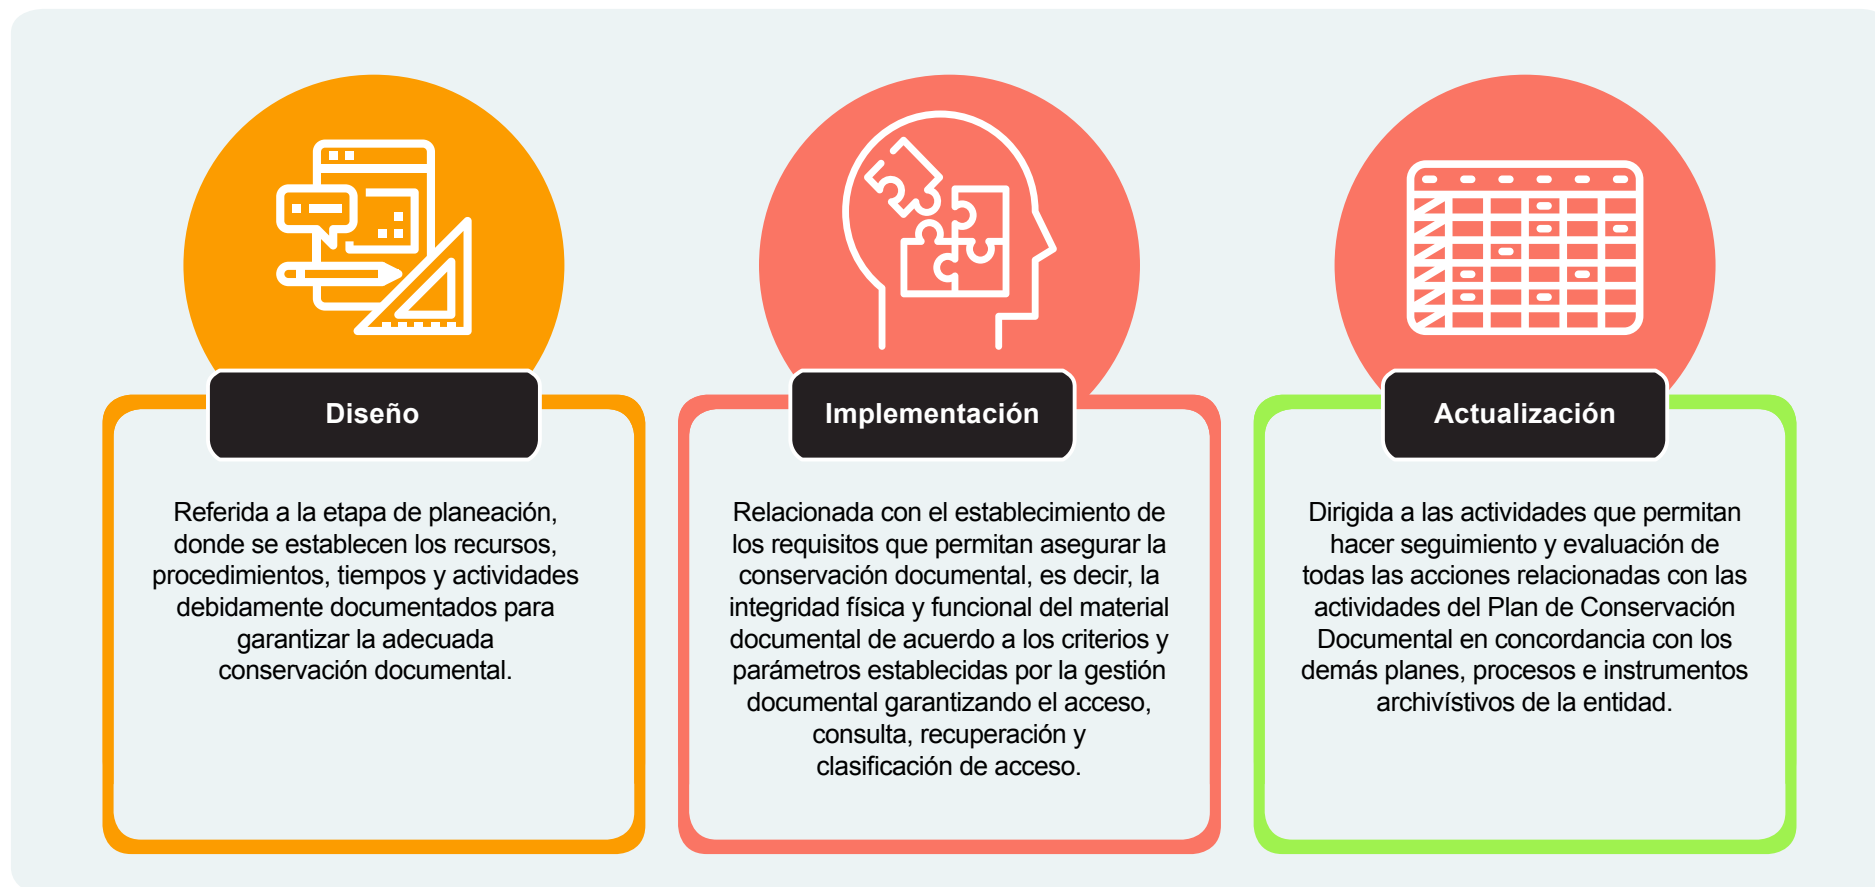 Diseño
Referida a la etapa de planeación,
donde se establecen los recursos,
procedimientos, tiempos y actividades
debidamente documentados para
garantizar la adecuada
conservación documental.
Implementación
Relacionada con el establecimiento de
los requisitos que permitan asegurar la
conservación documental, es decir, la
integridad física y funcional del material
documental de acuerdo a los criterios y
parámetros establecidas por la gestión
documental garantizando el acceso,
consulta, recuperación y
clasificación de acceso.
Actualización
Dirigida a las actividades que permitan
hacer seguimiento y evaluación de
todas las acciones relacionadas con las
actividades del Plan de Conservación
Documental en concordancia con los
demás planes, procesos e instrumentos
archivístivos de la entidad.